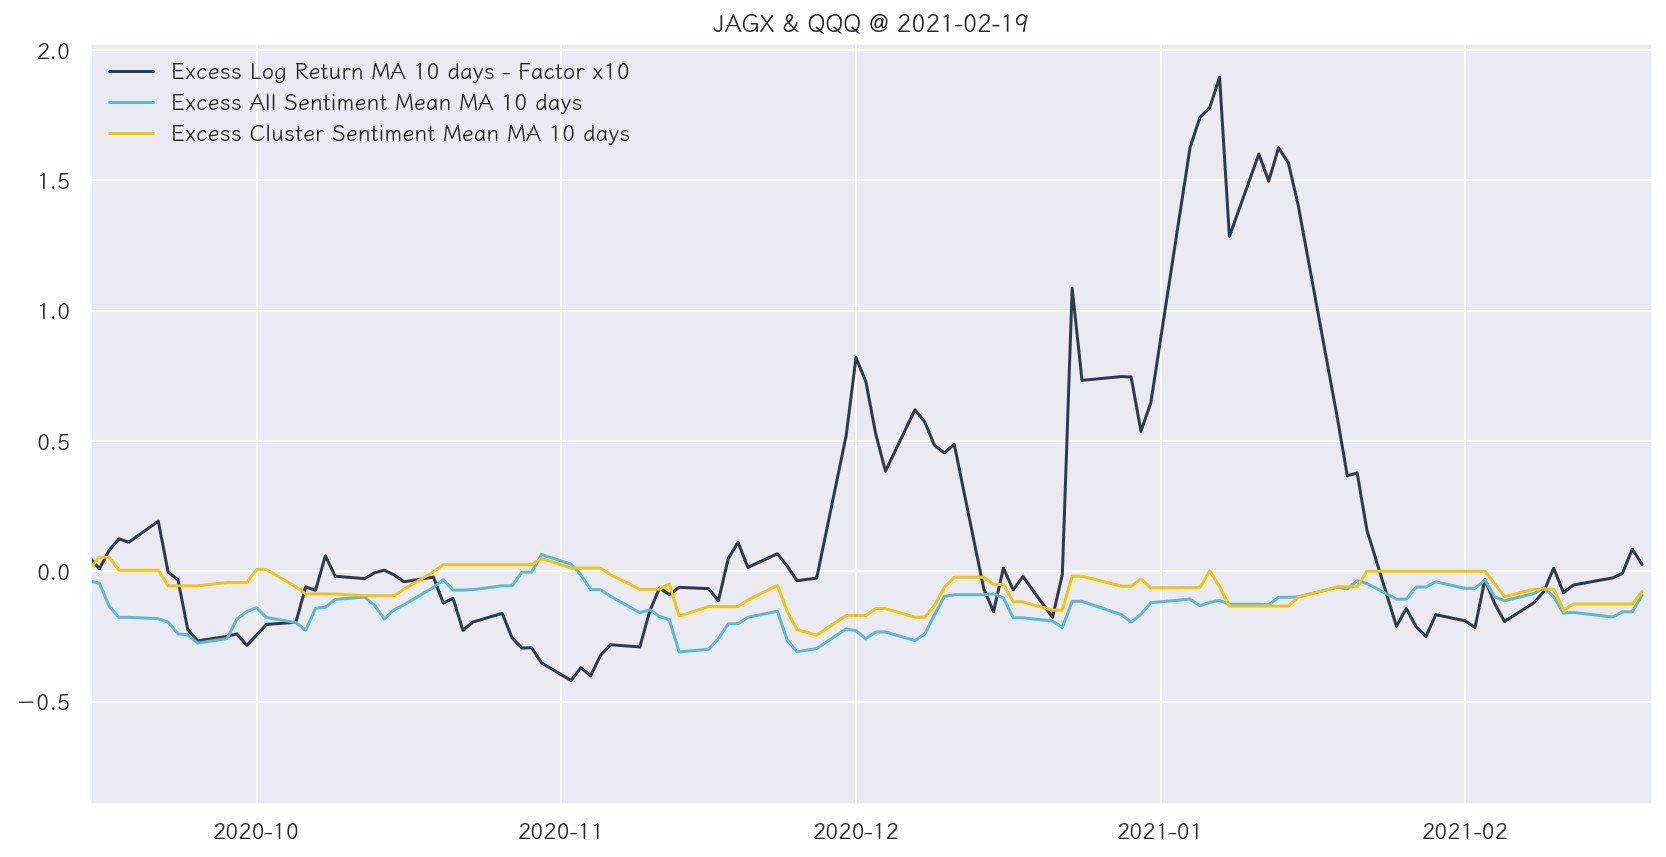 JAGX & QQQ @ 2021-02-19
2.0
Excess Log Return MA 10 days - Factor x10
Excess All Sentiment Mean MA 10 days
Excess Cluster Sentiment Mean MA 10 days
1.5
1.0
0.5
0.0
−0.5
2020-10 2020-11 2020-12 2021-01 2021-02